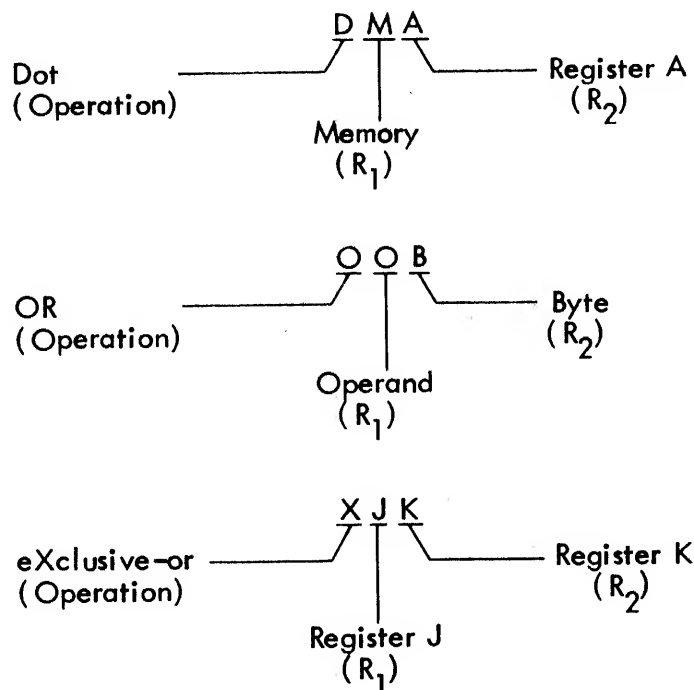 D M A
Dot
(Operation)
Register A
(R2)
Memory
(R1)
O O B
OR
(Operation)
Byte
(R2)
Operand
(R1)
X J K
eXclusive-or
(Operation)
Register K
(R2)
Register J
(R1)